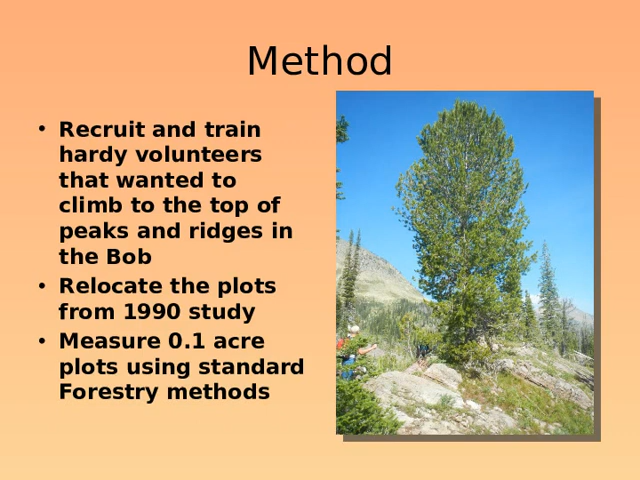 Method
• Recruit and train
hardy volunteers
that wanted to
climb to the top of
peaks and ridges in
the Bob
• Relocate the plots
from 1990 study
• Measure 0.1 acre
plots using standard
Forestry methods